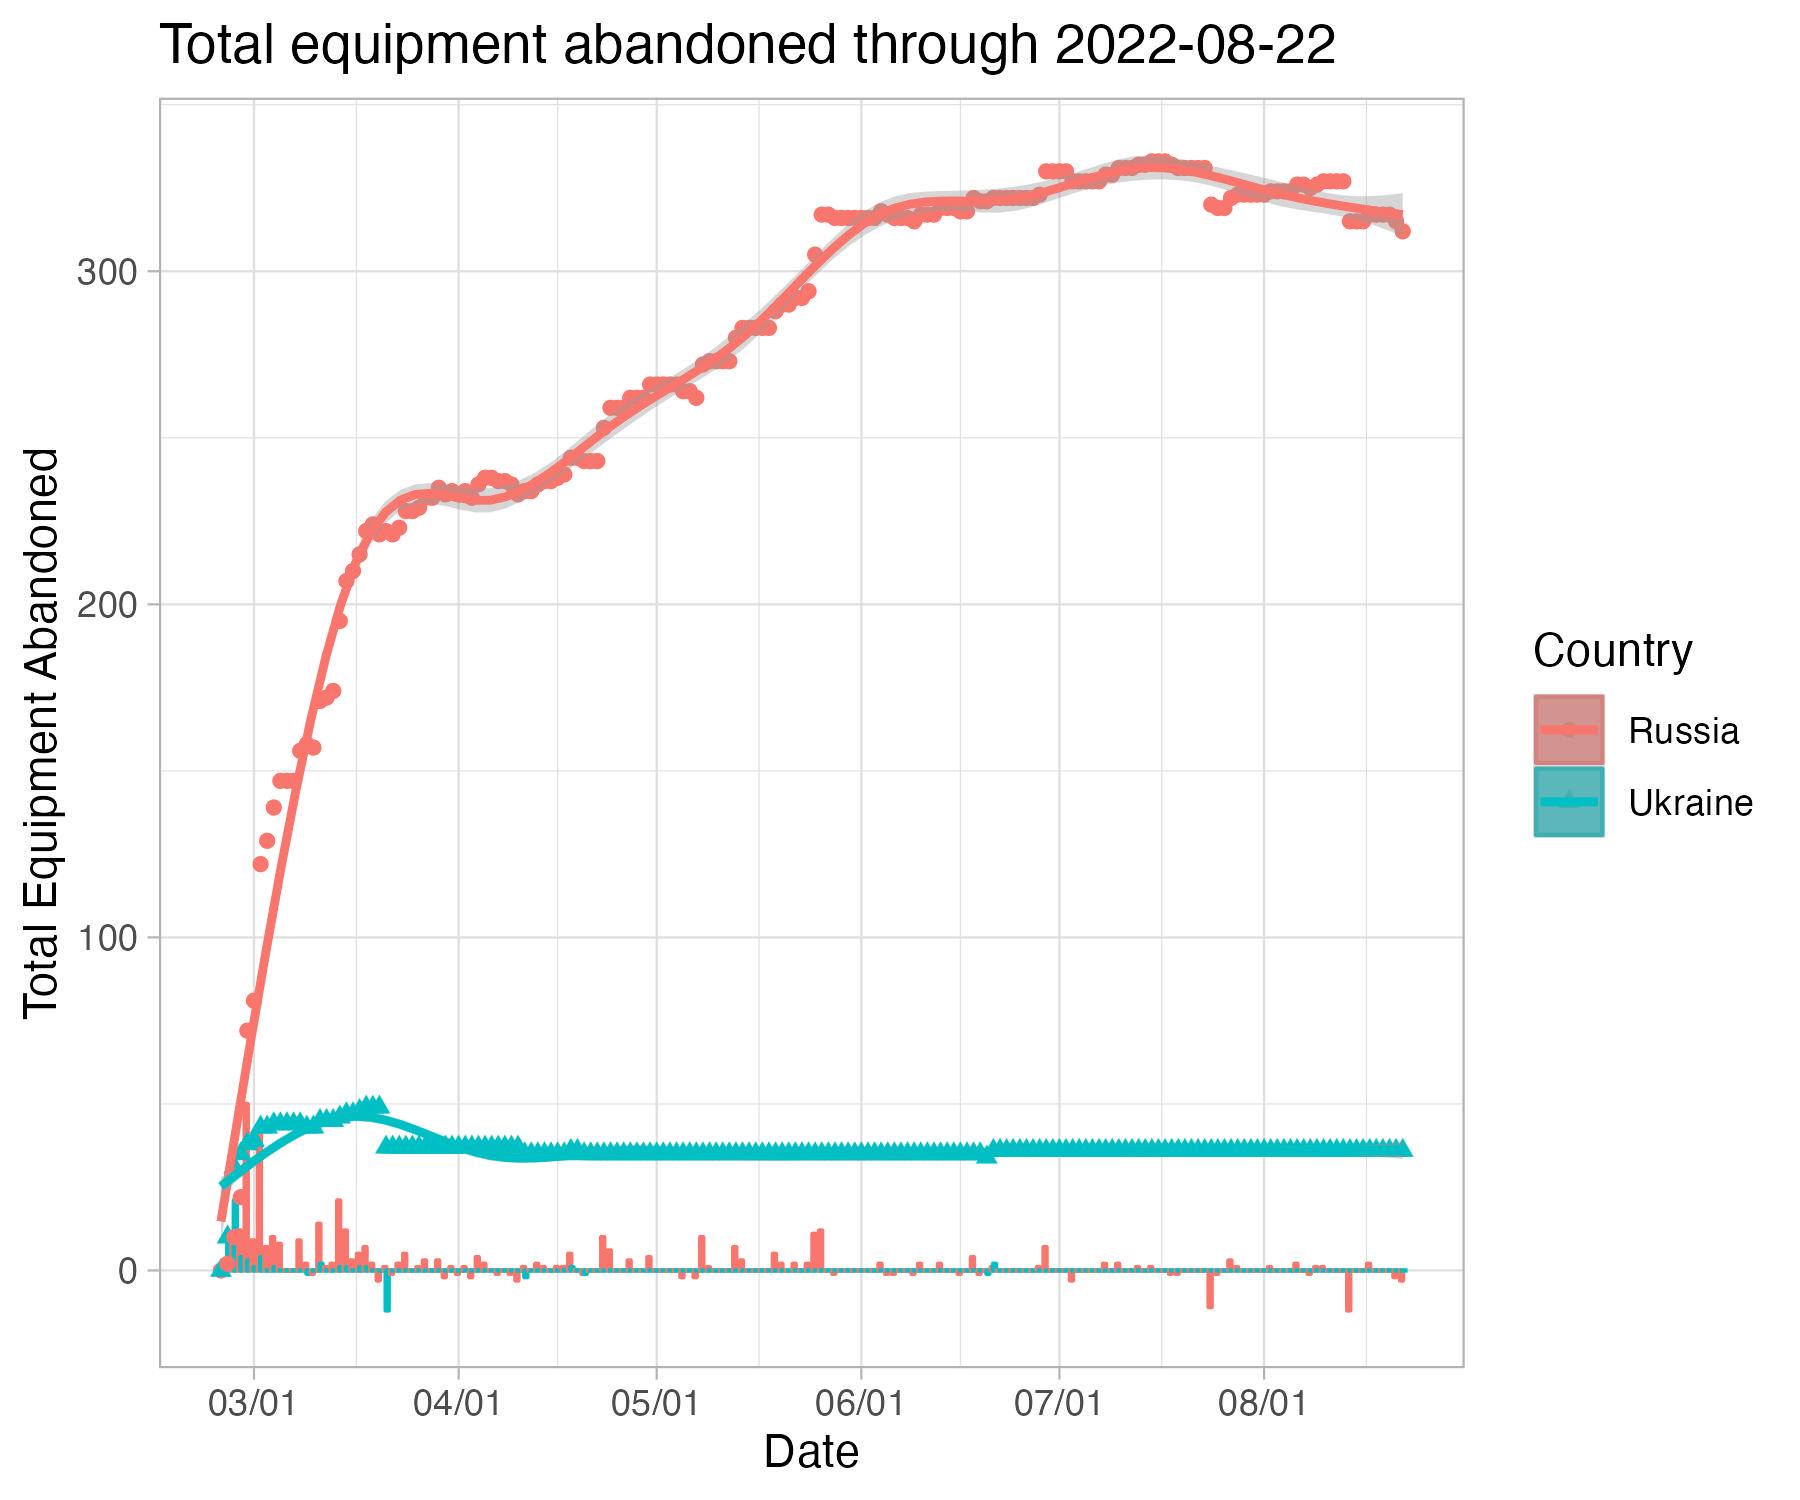 Total equipment abandoned through 2022-08-22
Total Equipment Abandoned
300
200
100
0
03/01
04/01
05/01
06/01
07/01
08/01
Date
Country
Russia
Ukraine